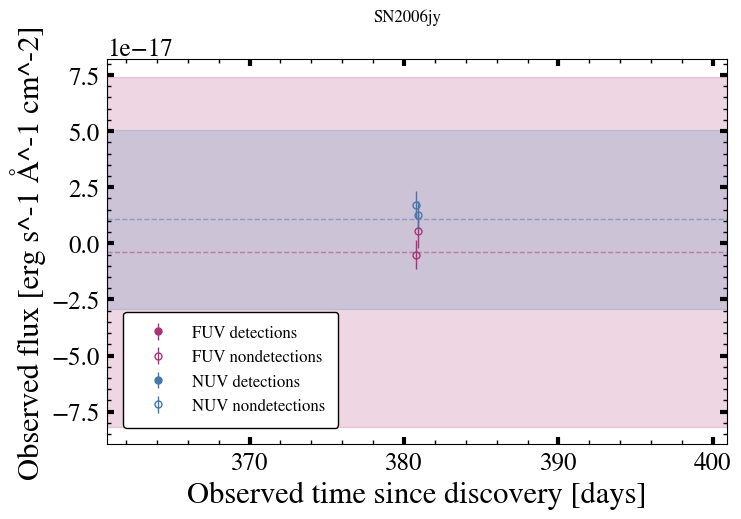 SN2006jy
1e−17
7.5
5.0
2.5
0.0
−2.5
−5.0
−7.5
Observed flux [erg s^-1 Å^-1 cm^-2]
FUV detections
FUV nondetections
NUV detections
NUV nondetections
370 380 390 400
Observed time since discovery [days]